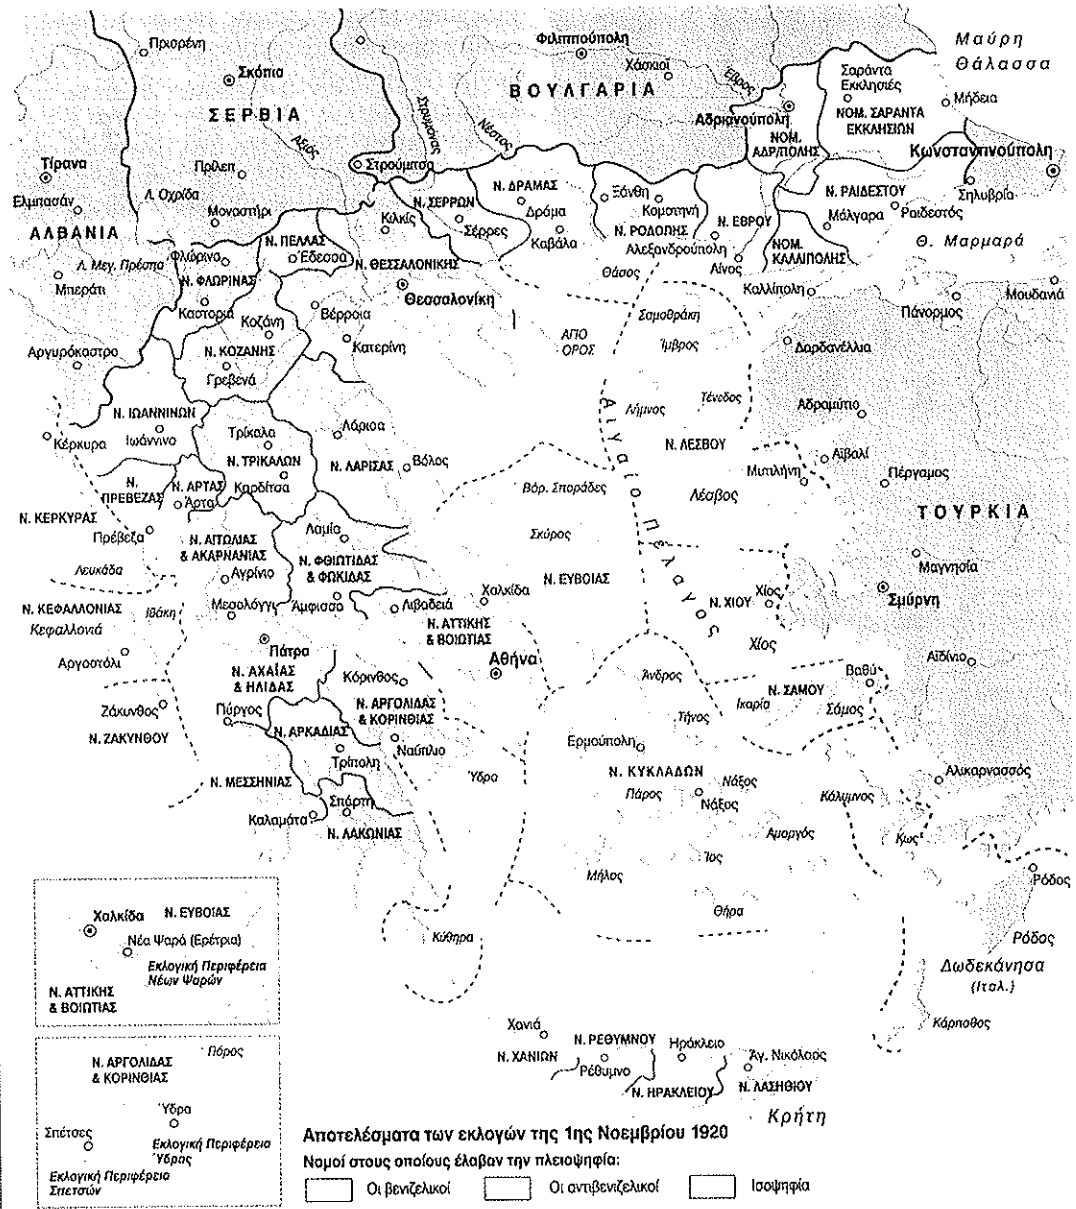 Μαύρη
Θάλασσα
Πρισρένη
Σκόπια
ΣΕΡΒΙΑ
Αξιός
Στρυμόνας
Νέστος
Φιλιππούπολη
Χάσκιοϊ
ΒΟΥΛΓΑΡΙΑ
Έβρος
Αδριανούπολη
ΝΟΜ.
ΑΔΡ/ΠΟΛΗΣ
Σαράντα
Εκκλησιές
ΝΟΜ. ΣΑΡΑΝΤΑ
ΕΚΚΛΗΣΙΩΝ
Μήδεια
Κωνσταντινούπολη
Σηλυβρία
Τίρανα
Ελμπασάν
ΑΛΒΑΝΙΑ
Πρίλεπ
Λ. Οχρίδα
Μοναστήρι
Στρούμιτσα
Κιλκίς
Ν. ΣΕΡΡΩΝ
Σέρρες
Ν. ΔΡΑΜΑΣ
Δράμα
Καβάλα
Ξάνθη
Κομοτηνή
Ν. ΡΟΔΟΠΗΣ
Ν. ΕΒΡΟΥ
Αλεξανδρούπολη
Αίνος
Ν. ΡΑΙΔΕΣΤΟΥ
Μάλγαρα
Ραιδεστός
ΝΟΜ.
ΚΑΛΛΙΠΟΛΗΣ
Θ. Μαρμαρά
Καλλίπολη
Πάνορμος
Μουδανιά
Λ. Μεγ. Πρέσπα
Μπεράτι
Φλώρινα
Ν. ΦΛΩΡΙΝΑΣ
Καστοριά
Ν. ΠΕΛΛΑΣ
Έδεσσα
Ν. ΘΕΣΣΑΛΟΝΙΚΗΣ
Θεσσαλονίκη
Θάσος
Σαμοθράκη
Ίμβρος
ΑΓΙΟ
ΟΡΟΣ
Βέρροια
Κατερίνη
Κοζάνη
Ν. ΚΟΖΑΝΗΣ
Γρεβενά
Αργυρόκαστρο
Δαρδανέλλια
Αδραμύτιο
Τένεδος
Λήμνος
Ν. ΛΕΣΒΟΥ
Αιγαίο Πέλαγος
Ν. ΙΩΑΝΝΙΝΩΝ
Ιωάννινα
Κέρκυρα
Τρίκαλα
Ν. ΤΡΙΚΑΛΩΝ
Καρδίτσα
Λάρισα
Ν. ΛΑΡΙΣΑΣ
Βόλος
Μυτιλήνη
Αϊβαλί
Πέργαμος
Λέσβος
Βόρ. Σποράδες
Σκύρος
ΤΟΥΡΚΙΑ
Ν.
ΠΡΕΒΕΖΑΣ
Ν. ΑΡΤΑΣ
Άρτα
Ν. ΚΕΡΚΥΡΑΣ
Πρέβεζα
Λευκάδα
Ν. ΑΙΤΩΛΙΑΣ
& ΑΚΑΡΝΑΝΙΑΣ
Αγρίνιο
Μεσολόγγι
Λαμία
Ν. ΦΘΙΩΤΙΔΑΣ
& ΦΩΚΙΔΑΣ
Άμφισσα
Λιβαδειά
Χαλκίδα
Ν. ΕΥΒΟΙΑΣ
Ν. ΑΤΤΙΚΗΣ
& ΒΟΙΩΤΙΑΣ
Αθήνα
Μαγνησία
Σμύρνη
Ν. ΧΙΟΥ
Χίος
Χίος
Αϊδίνιο
Ν. ΚΕΦΑΛΛΟΝΙΑΣ
Κεφαλλονιά
Ιθάκη
Αργοστόλι
Ζάκυνθος
Ν. ΖΑΚΥΝΘΟΥ
Πάτρα
Ν. ΑΧΑΪΑΣ
& ΗΛΙΔΑΣ
Πύργος
Κόρινθος
Ν. ΑΡΓΟΛΙΔΑΣ
& ΚΟΡΙΝΘΙΑΣ
Ναύπλιο
Ν. ΑΡΚΑΔΙΑΣ
Τρίπολη
Ν. ΜΕΣΣΗΝΙΑΣ
Καλαμάτα
Σπάρτη
Ν. ΛΑΚΩΝΙΑΣ
Ύδρα
Άνδρος
Τήνος
Ερμούπολη
Ν. ΚΥΚΛΑΔΩΝ
Πάρος
Νάξος
Νάξος
Αμοργός
Ίος
Μήλος
Θήρα
Κύθηρα
Βαθύ
Ν. ΣΑΜΟΥ
Ικαρία
Σάμος
Αλικαρνασσός
Κάλυμνος
Κως
Ρόδος
Ρόδος
Δωδεκάνησα
(Ιταλ.)
Κάρπαθος
Χανιά
Ν. ΧΑΝΙΩΝ
Ν. ΡΕΘΥΜΝΟΥ
Ρέθυμνο
Ηράκλειο
Ν. ΗΡΑΚΛΕΙΟΥ
Άγ. Νικόλαος
Ν. ΛΑΣΗΘΙΟΥ
Κρήτη
Χαλκίδα
Ν. ΕΥΒΟΙΑΣ
Νέα Ψαρά (Ερέτρια)
Εκλογική Περιφέρεια
Νέων Ψαρών
Ν. ΑΤΤΙΚΗΣ
& ΒΟΙΩΤΙΑΣ
Ν. ΑΡΓΟΛΙΔΑΣ
& ΚΟΡΙΝΘΙΑΣ
Πόρος
Ύδρα
Σπέτσες
Εκλογική Περιφέρεια
Ύδρας
Εκλογική Περιφέρεια
Σπετσών
Αποτελέσματα των εκλογών της 1ης Νοεμβρίου 1920
Νομοί στους οποίους έλαβαν την πλειοψηφία:
Οι βενιζελικοί
Οι αντιβενιζελικοί
Ισοψηφία